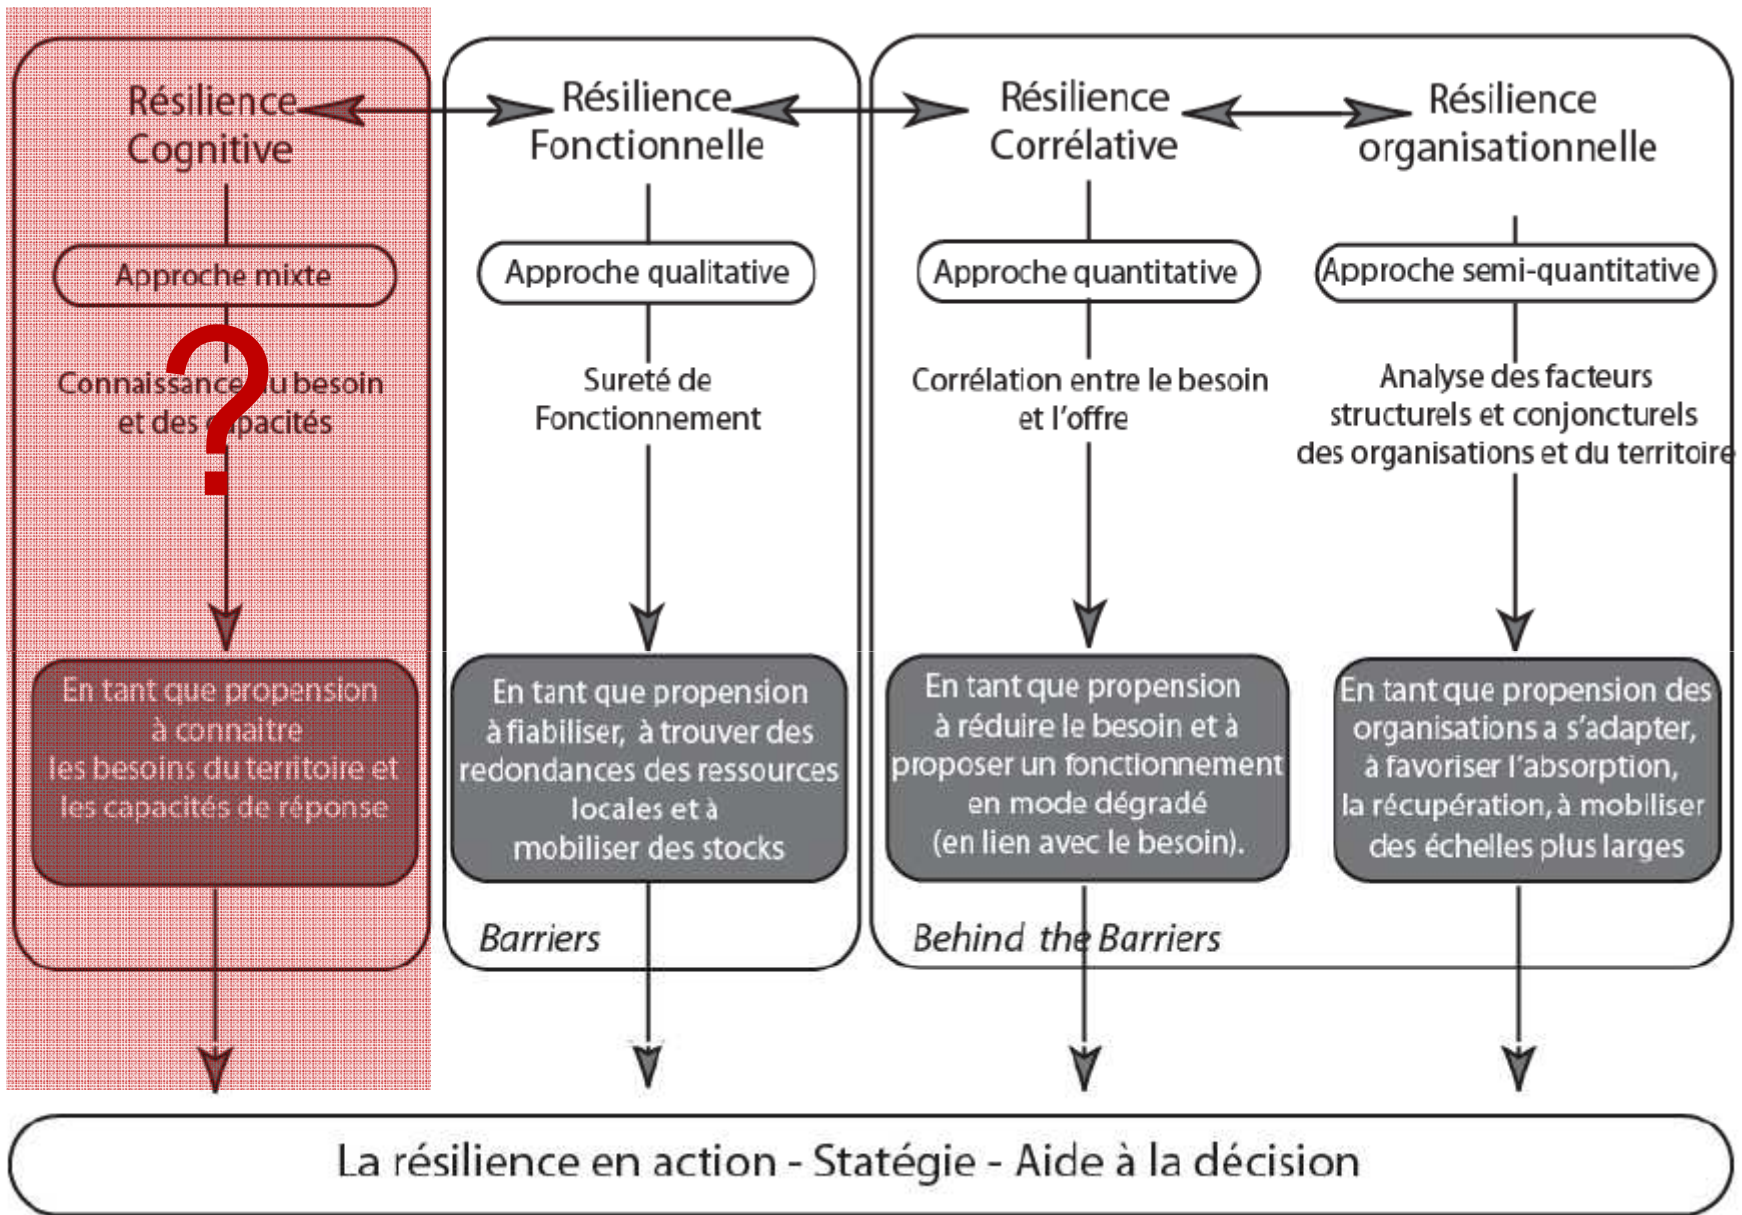 Résilience
Cognitive
Approche mixte
?
Connaissance du besoin
et des capacités
En tant que propension
à connaitre
les besoins du territoire et
les capacités de réponse
Résilience
Fonctionnelle
Approche qualitative
Sureté de
Fonctionnement
En tant que propension
à fiabiliser, à trouver des
redondances des ressources
locales et à
mobiliser des stocks
Barriers
Résilience
Corrélative
Approche quantitative
Corrélation entre le besoin
et l'offre
En tant que propension
à réduire le besoin et à
proposer un fonctionnement
en mode dégradé
(en lien avec le besoin).
Résilience
organisationnelle
Approche semi-quantitative
Analyse des facteurs
structurels et conjoncturels
des organisations et du territoire
En tant que propension des
organisations a s'adapter,
à favoriser l'absorption,
la récupération, à mobiliser
des échelles plus larges
Behind the Barriers
La résilience en action - Statégie - Aide à la décision